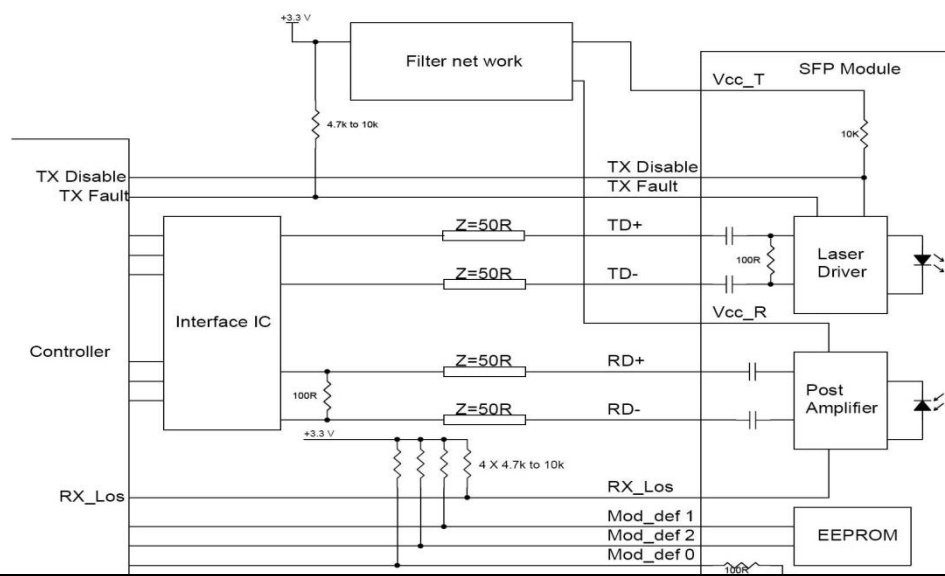 +3.3 V
Filter net work
SFP Module
Vcc_T
4.7k to 10k
10K
TX Disable
TX Disable
TX Fault
TX Fault
Z=50R
TD+
100R
Laser
Driver
Z=50R
TD-
Interface IC
Vcc_R
Controller
Z=50R
RD+
100R
Post
Amplifier
Z=50R
RD-
+3.3 V
4 X 4.7k to 10k
RX_Los
RX_Los
Mod_def 1
Mod_def 2
EEPROM
Mod_def 0
100R